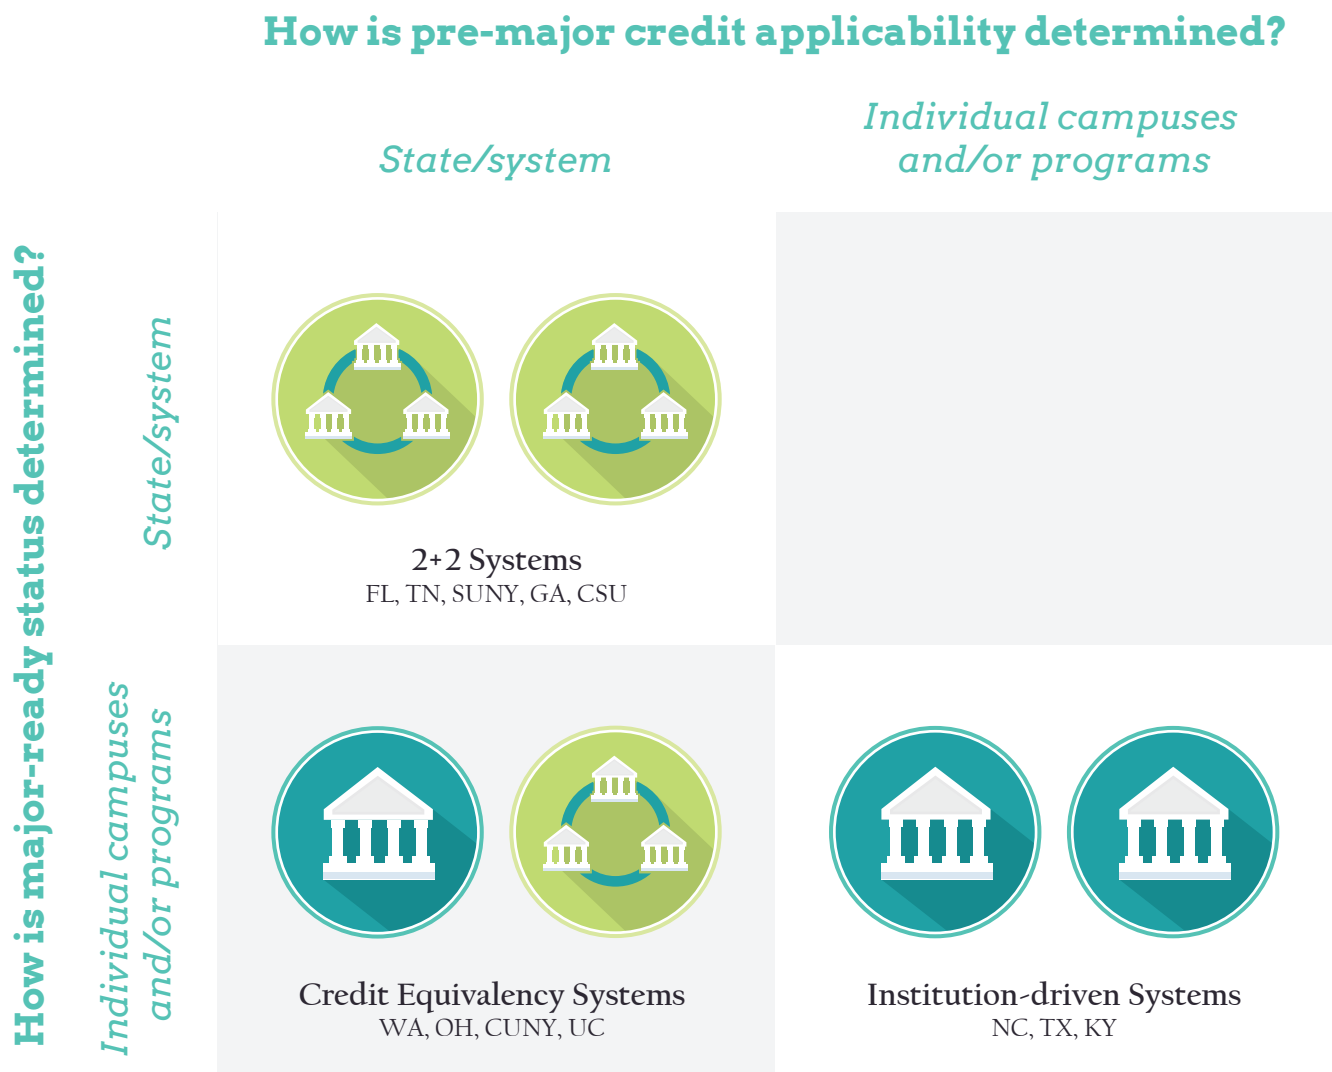 How is pre-major credit applicability determined?
State/system
Individual campuses
and/or programs
How is major-ready status determined?
State/system
2+2 Systems
FL, TN, SUNY, GA, CSU
Individual campuses
and/or programs
Credit Equivalency Systems
WA, OH, CUNY, UC
Institution-driven Systems
NC, TX, KY